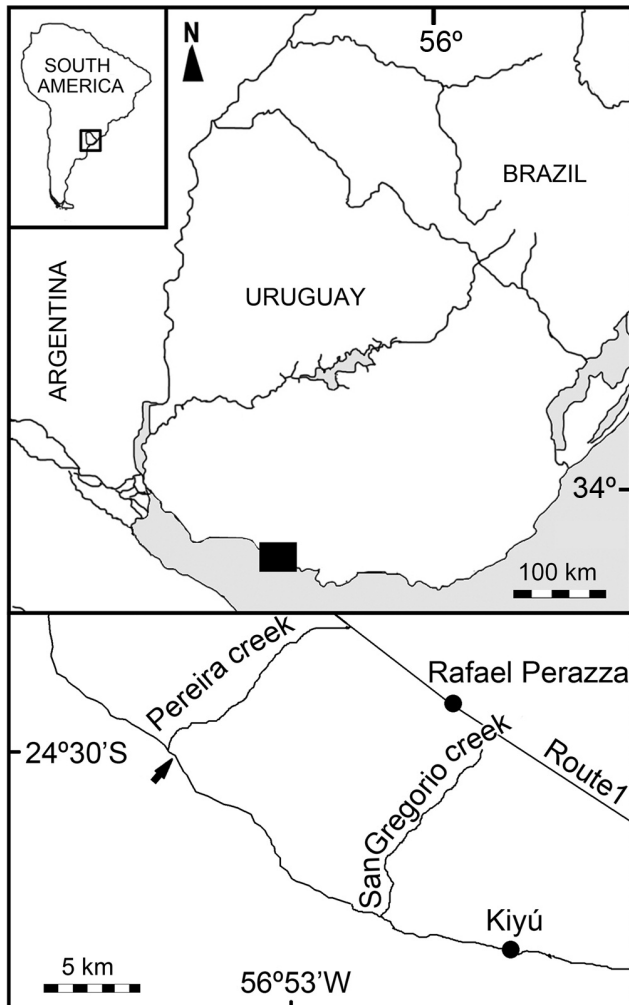 56º
N
SOUTH
AMERICA
BRAZIL
ARGENTINA
URUGUAY
34º
100 km
Pereira creek
Rafael Perazza
24º30'S
San Gregorio creek
Route1
Kiyú
5 km
56º53'W